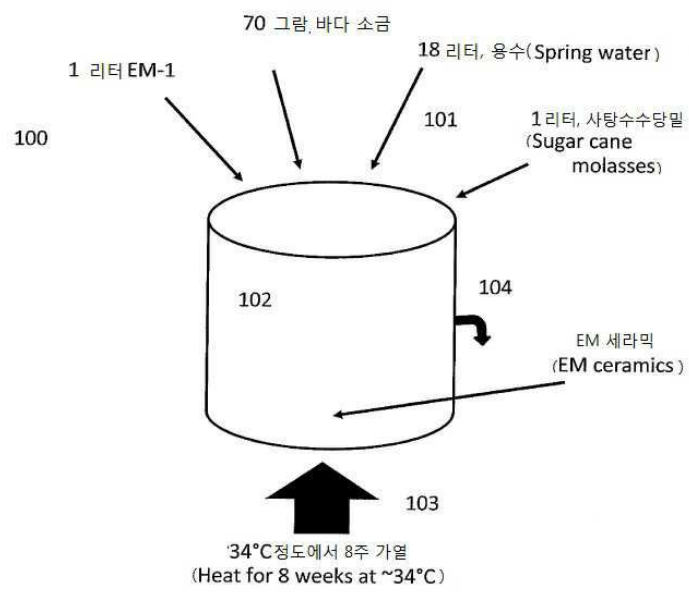 70 그람, 바다 소금
18 리터, 용수(Spring water)
1 리터 EM-1
100
101
1리터, 사탕수수당밀
(Sugar cane
molasses)
102
104
EM 세라믹
(EM ceramics )
103
'34°C정도에서 8주 가열
(Heat for 8 weeks at ~34°C)